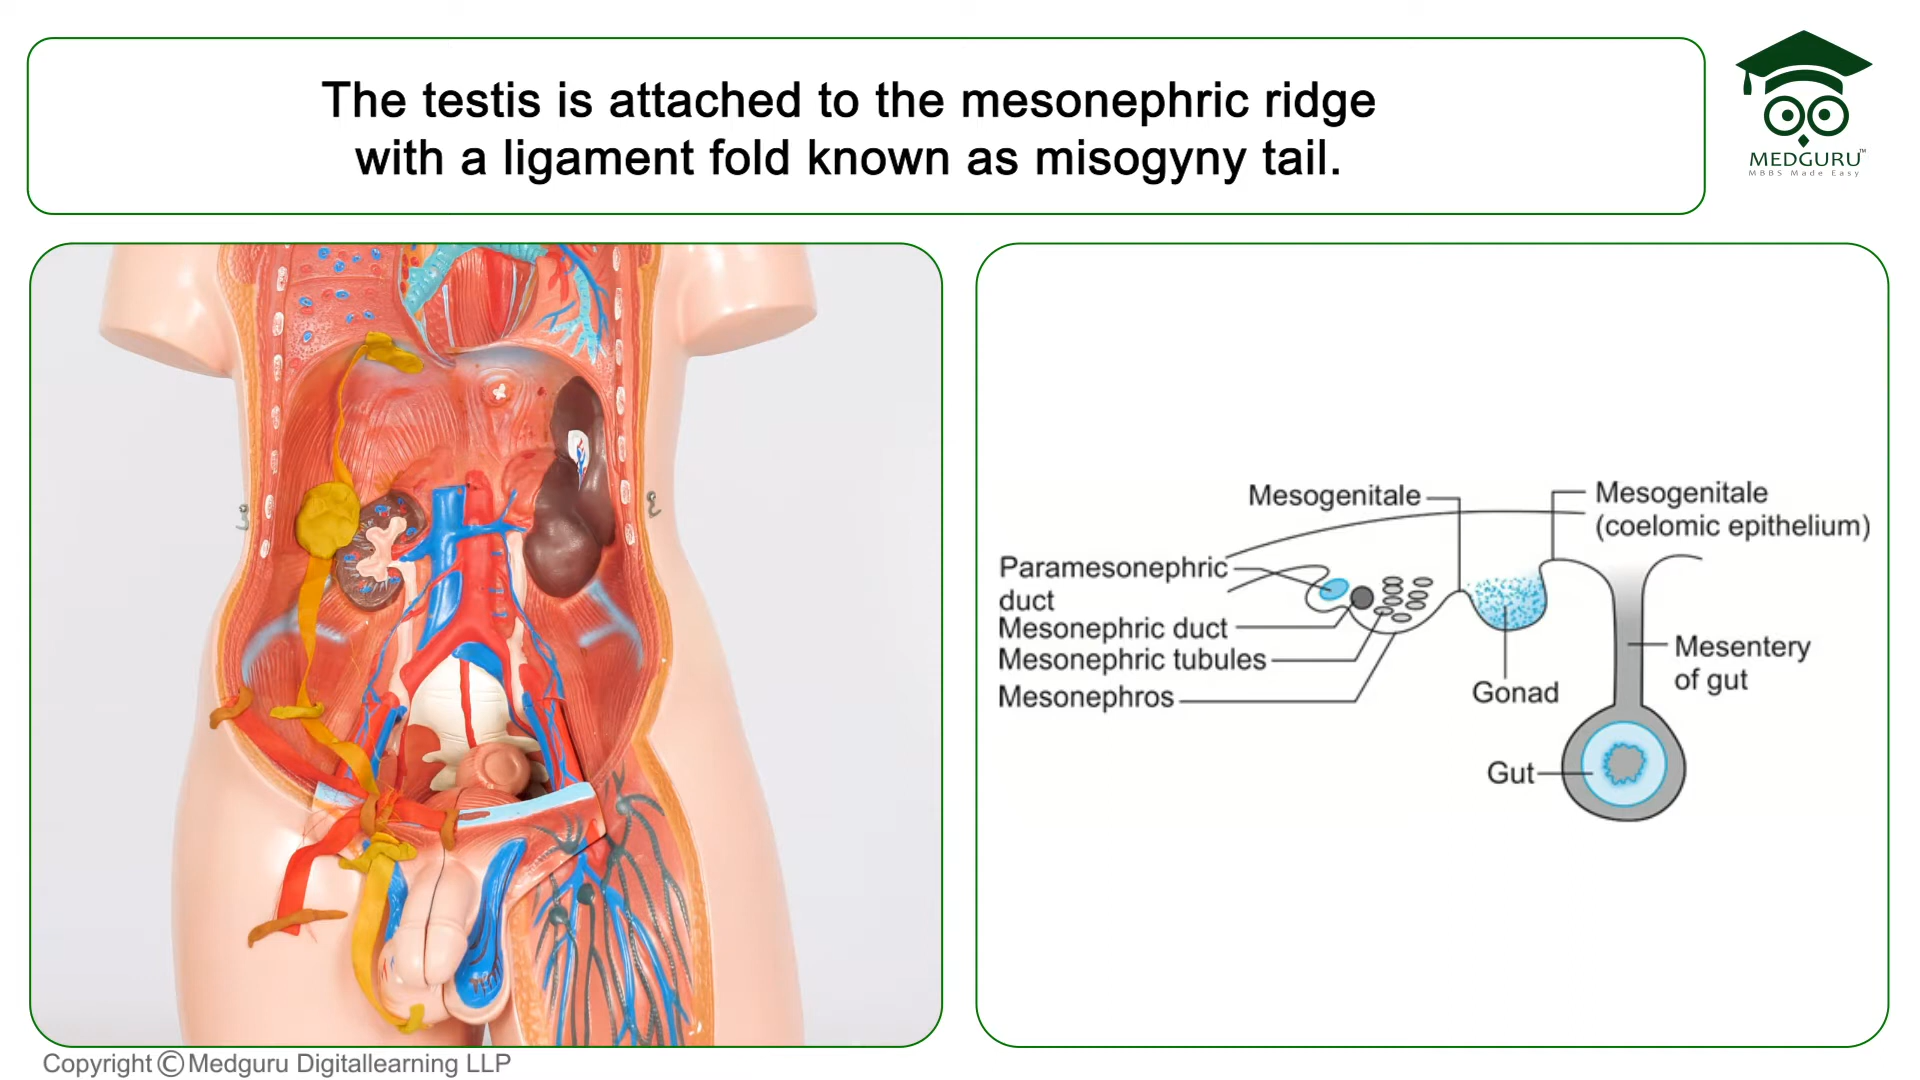 The testis is attached to the mesonephric ridge
with a ligament fold known as misogyny tail.
MEDGURU™
MBBS Made Easy
Mesogenitale
Mesogenitale
(coelomic epithelium)
Paramesonephric
duct
Mesonephric duct
Mesonephric tubules
Mesonephros
Gonad
Mesentery
of gut
Gut
Copyright © Medguru Digitallearning LLP